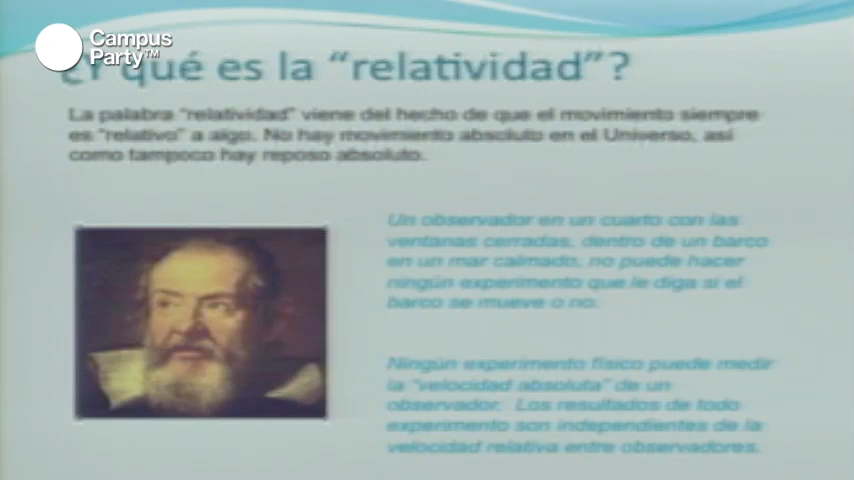 Campus
Party™
¿Y qué es la “relatividad”?
La palabra “relatividad” viene del hecho de que el movimiento siempre
es “relativo” a algo. No hay movimiento absoluto en el Universo, así
como tampoco hay reposo absoluto.
Un observador en un cuarto con las
ventanas cerradas, dentro de un barco
en un mar calmado, no puede hacer
ningún experimento que le diga si el
barco se mueve o no.
Ningún experimento físico puede medir
la “velocidad absoluta” de un
observador. Los resultados de todo
experimento son independientes de la
velocidad relativa entre observadores.